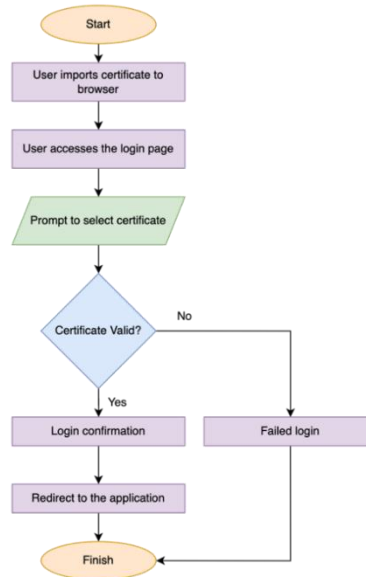 Start
User imports certificate to
browser
User accesses the login page
Prompt to select certificate
Certificate Valid?
No
Yes
Login confirmation
Failed login
Redirect to the application
Finish